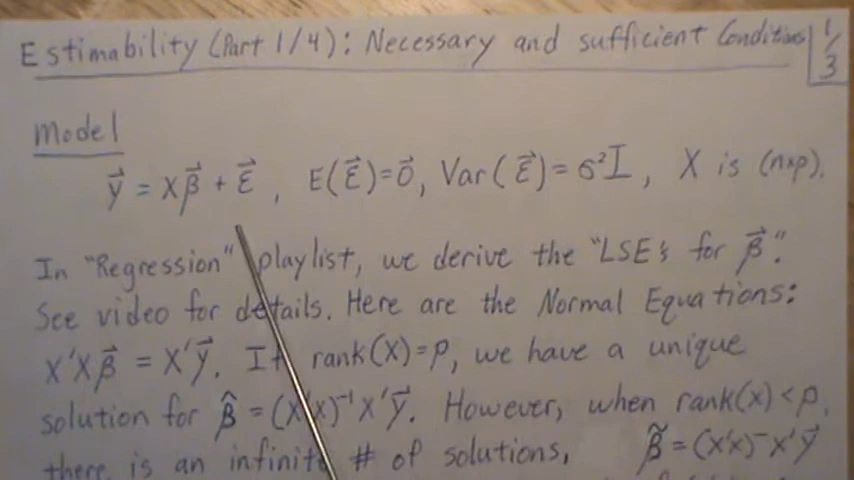 Estimability (Part 1/4): Necessary and sufficient Conditions 1/3
Model
y⃗ = Xβ⃗ + ε⃗ , E(ε⃗)=0⃗, Var(ε⃗)= σ²I, X is (n×p).
In "Regression" playlist, we derive the "LSE's for β⃗."
See video for details. Here are the Normal Equations:
X'Xβ⃗ = X'y⃗. If rank(X)=p, we have a unique
solution for β̂ = (X'X)⁻¹X'y⃗. However, when rank(X)<p,
there is an infinite # of solutions, β̃ = (X'X)⁻X'y⃗